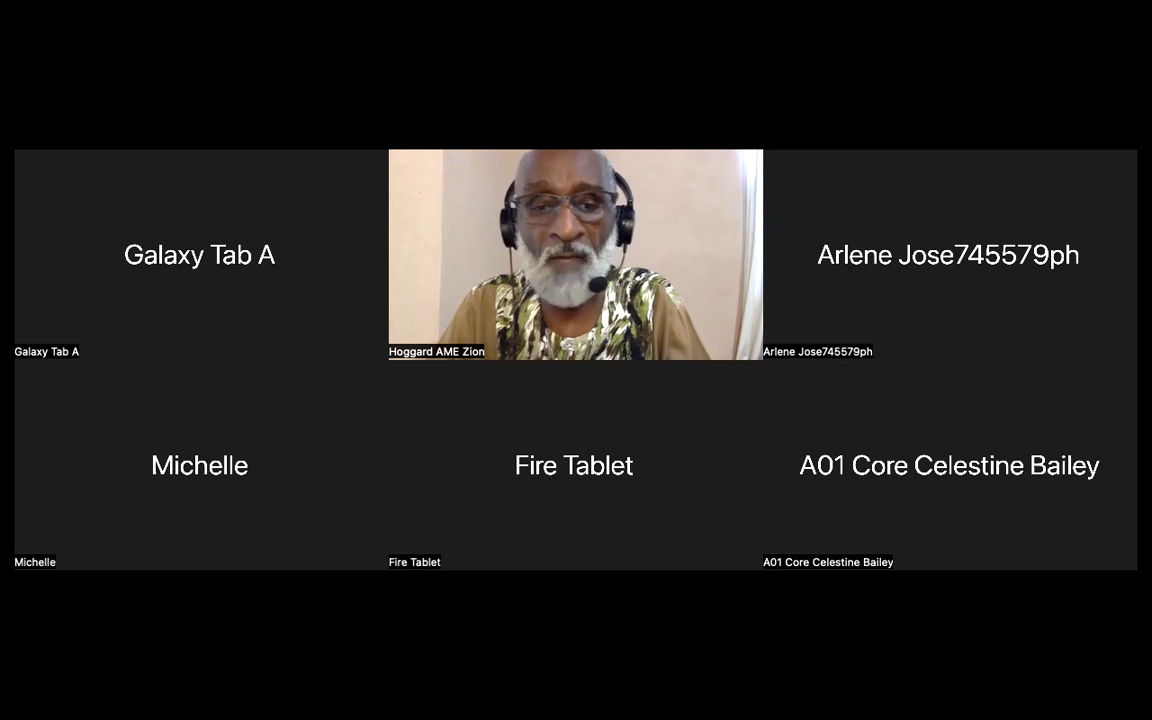 Galaxy Tab A
Galaxy Tab A
Hoggard AME Zion
Arlene Jose745579ph
Arlene Jose745579ph
Michelle
Michelle
Fire Tablet
Fire Tablet
A01 Core Celestine Bailey
A01 Core Celestine Bailey